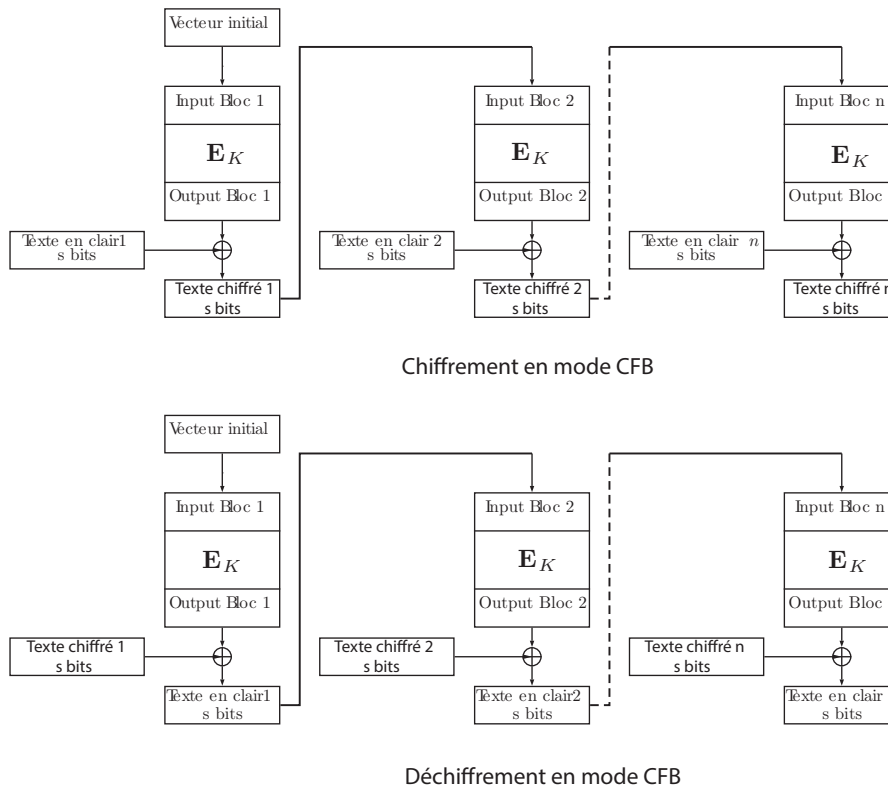 Vecteur initial
Input Bloc 1
Input Bloc 2
Input Bloc n
E_K
E_K
E_K
Output Bloc 1
Output Bloc 2
Output Bloc
Texte en clair1
s bits
Texte en clair 2
s bits
Texte en clair n
s bits
Texte chiffré 1
s bits
Texte chiffré 2
s bits
Texte chiffré n
s bits
Chiffrement en mode CFB
Vecteur initial
Input Bloc 1
Input Bloc 2
Input Bloc n
E_K
E_K
E_K
Output Bloc 1
Output Bloc 2
Output Bloc
Texte chiffré 1
s bits
Texte chiffré 2
s bits
Texte chiffré n
s bits
Texte en clair1
s bits
Texte en clair2
s bits
Texte en clair
s bits
Déchiffrement en mode CFB